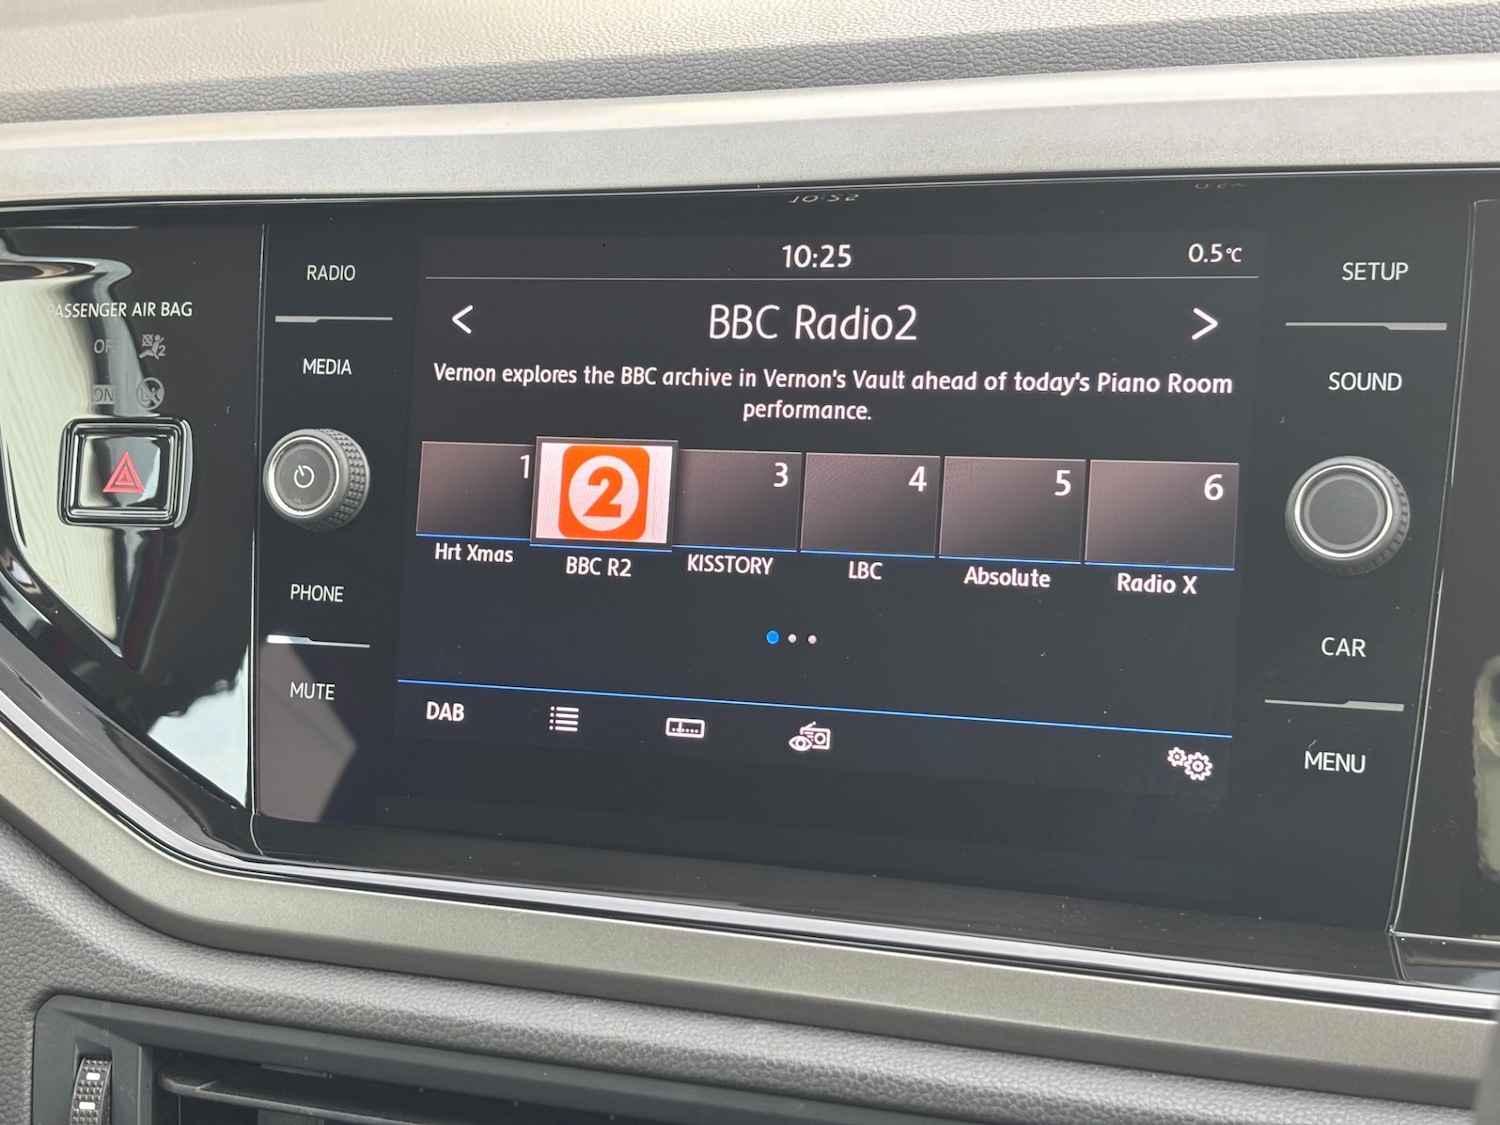 10:25
0.5°C
RADIO
SETUP
PASSENGER AIR BAG
BBC Radio2
MEDIA
SOUND
Vernon explores the BBC archive in Vernon's Vault ahead of today's Piano Room
performance.
ON
1
2
3
4
5
6
Hrt Xmas
BBC R2
KISSTORY
LBC
Absolute
Radio X
PHONE
CAR
MUTE
DAB
MENU